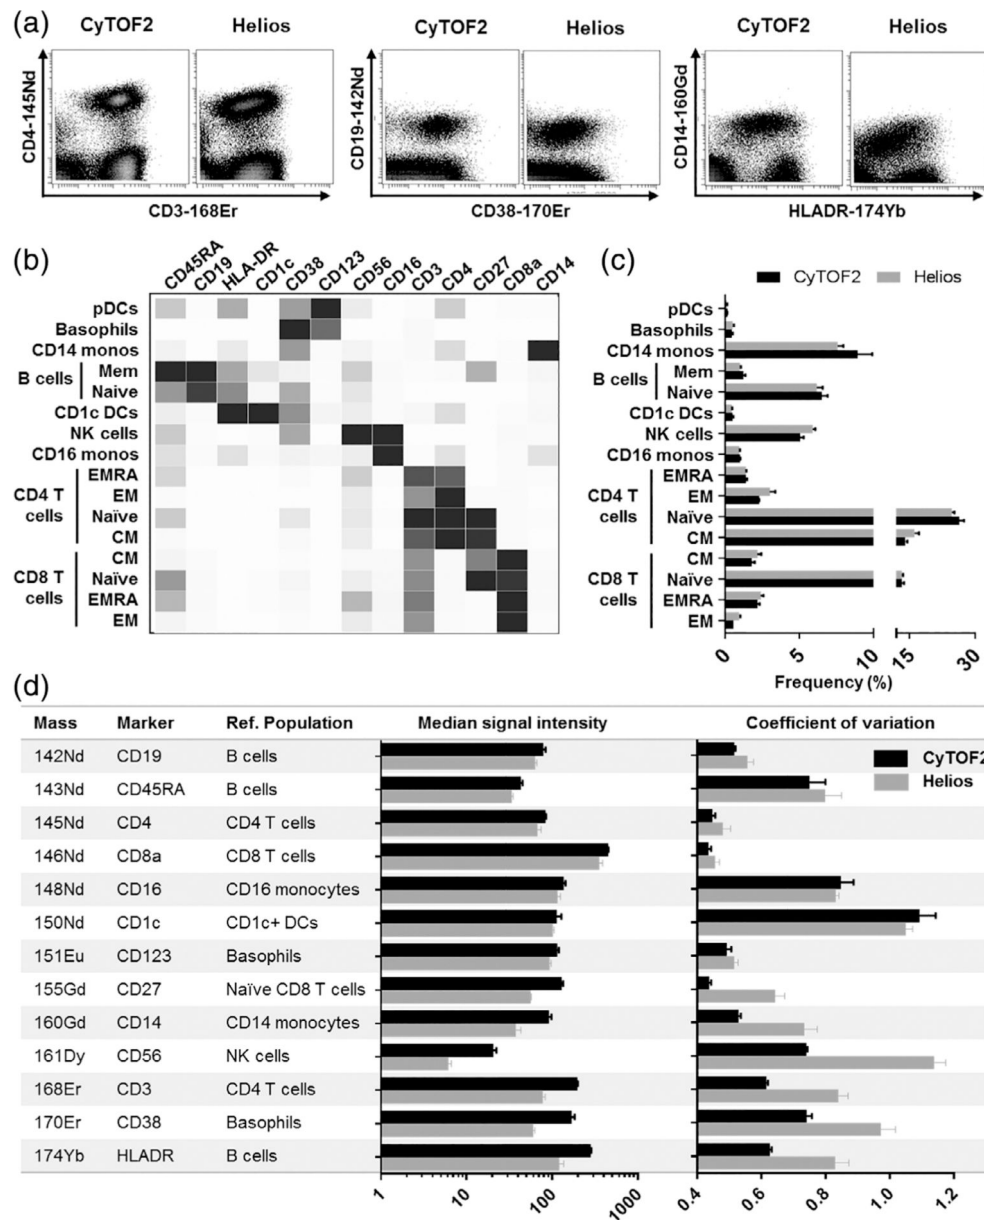 (a)
CyTOF2 Helios
CD4-145Nd
CD3-168Er
CyTOF2 Helios
CD19-142Nd
CD38-170Er
CyTOF2 Helios
CD14-160Gd
HLADR-174Yb
(b)
CD45RA CD19 HLA-DR CD1c CD38 CD123 CD56 CD16 CD3 CD4 CD27 CD8a CD14
pDCs
Basophils
CD14 monos
B cells
Mem
Naive
CD1c DCs
NK cells
CD16 monos
CD4 T
cells
EMRA
EM
Naïve
CM
CD8 T
cells
CM
Naïve
EMRA
EM
(c)
CyTOF2 Helios
pDCs
Basophils
CD14 monos
B cells
Mem
Naive
CD1c DCs
NK cells
CD16 monos
CD4 T
cells
EMRA
EM
Naïve
CM
CD8 T
cells
CM
Naïve
EMRA
EM
0 5 10 15 30
Frequency (%)
(d)
Mass Marker Ref. Population Median signal intensity Coefficient of variation
CyTOF2
Helios
142Nd CD19 B cells
143Nd CD45RA B cells
145Nd CD4 CD4 T cells
146Nd CD8a CD8 T cells
148Nd CD16 CD16 monocytes
150Nd CD1c CD1c+ DCs
151Eu CD123 Basophils
155Gd CD27 Naïve CD8 T cells
160Gd CD14 CD14 monocytes
161Dy CD56 NK cells
168Er CD3 CD4 T cells
170Er CD38 Basophils
174Yb HLADR B cells
1 10 100 1000
0.4 0.6 0.8 1.0 1.2